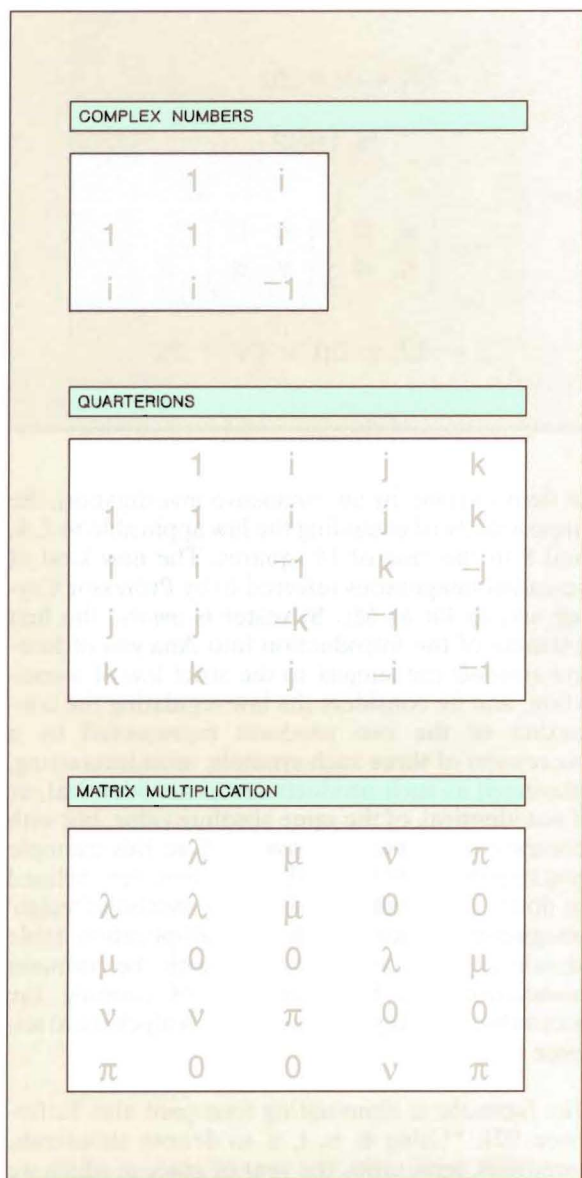 COMPLEX NUMBERS
1 i
1 1 i
i i ⁻1
QUARTERIONS
1 i j k
1 1 i j k
i i ⁻1 k ⁻j
j j ⁻k ⁻1 i
k k j ⁻i ⁻1
MATRIX MULTIPLICATION
λ μ ν π
λ λ μ 0 0
μ 0 0 λ μ
ν ν π 0 0
π 0 0 ν π